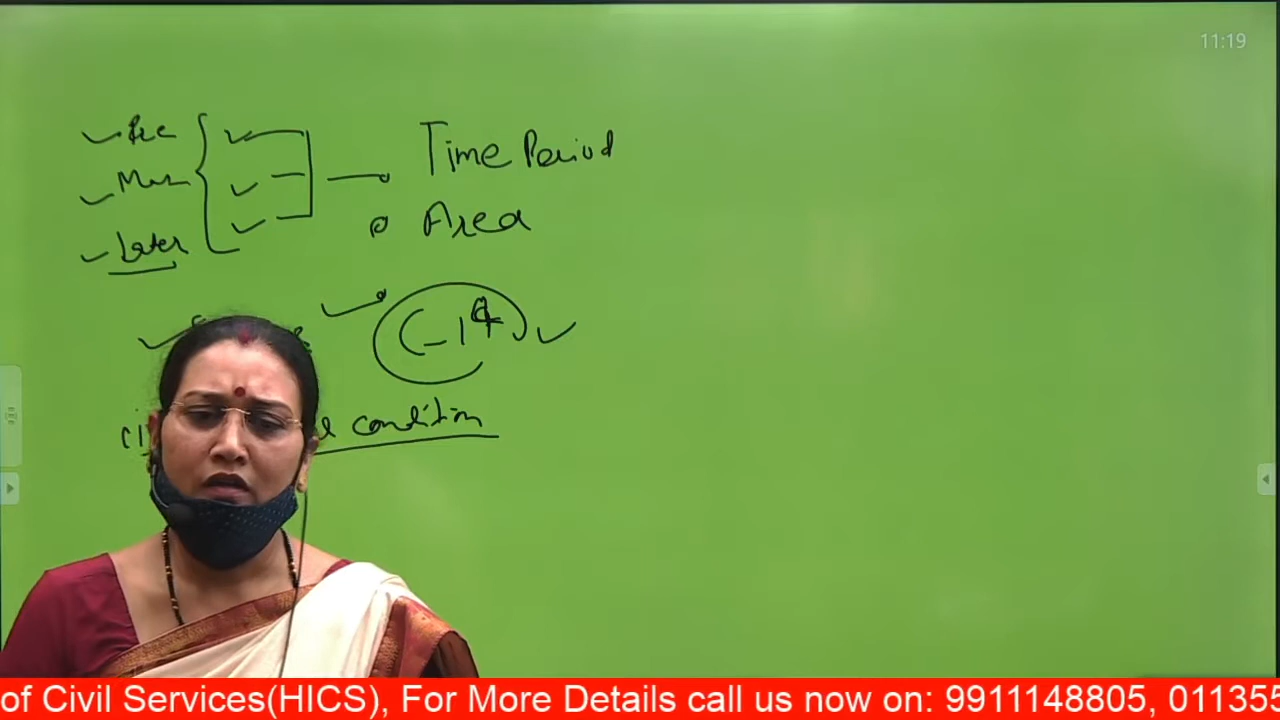 11:19
Time Period
Later
Area
C-14
condition
of Civil Services(HICS), For More Details call us now on: 9911148805, 011355